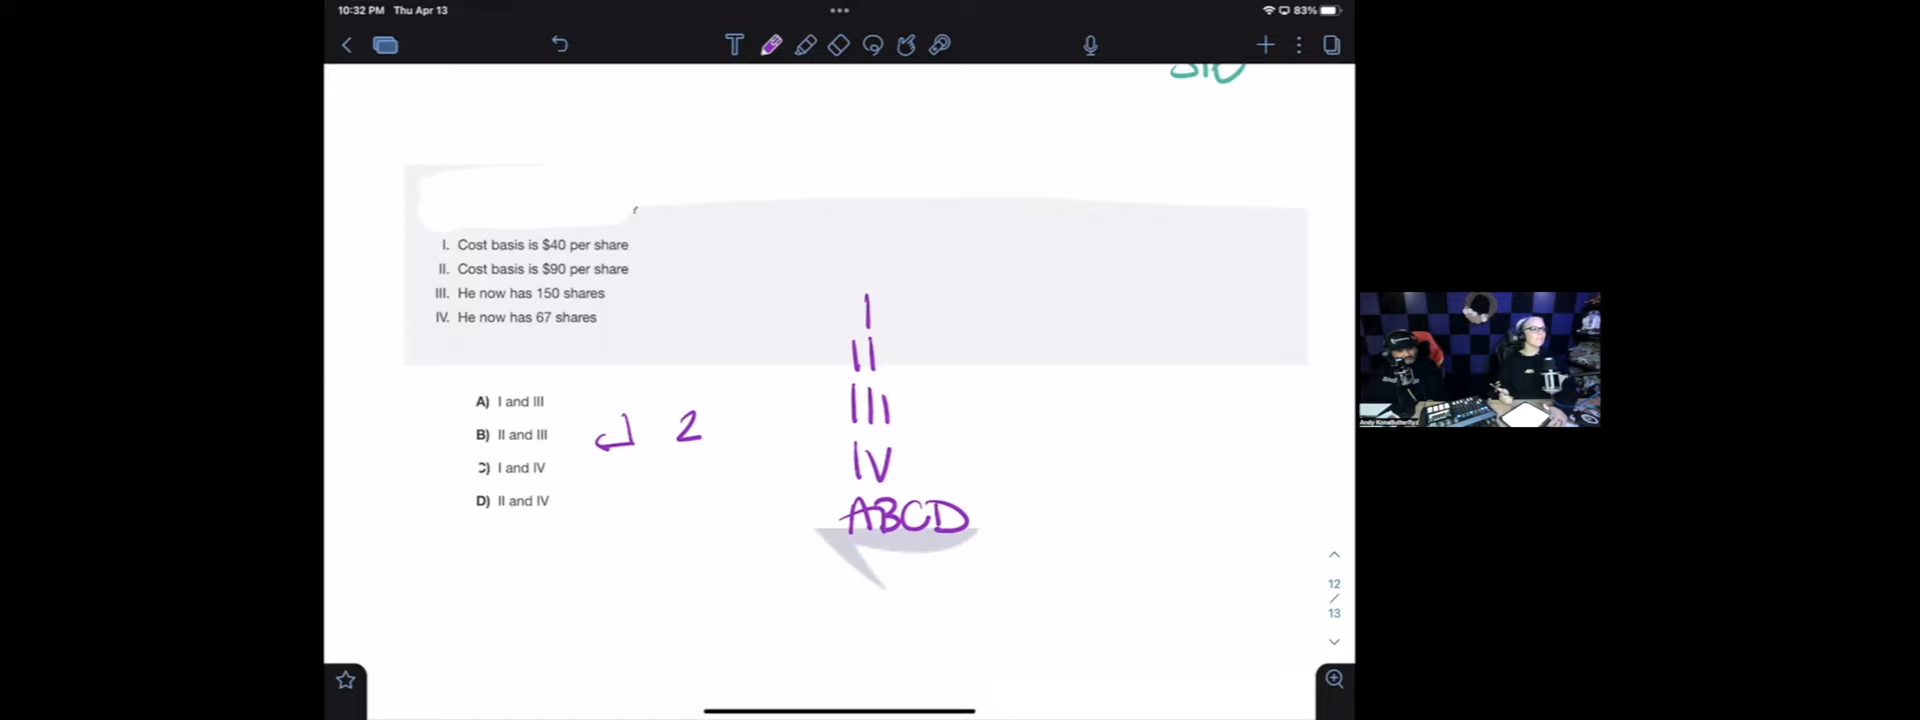 10:32 PM Thu Apr 13
83%
I. Cost basis is $40 per share
II. Cost basis is $90 per share
III. He now has 150 shares
IV. He now has 67 shares
A) I and III
B) II and III
C) I and IV
D) II and IV
2
I
II
III
IV
ABCD
12
/
13
Andy KonaButterflyz